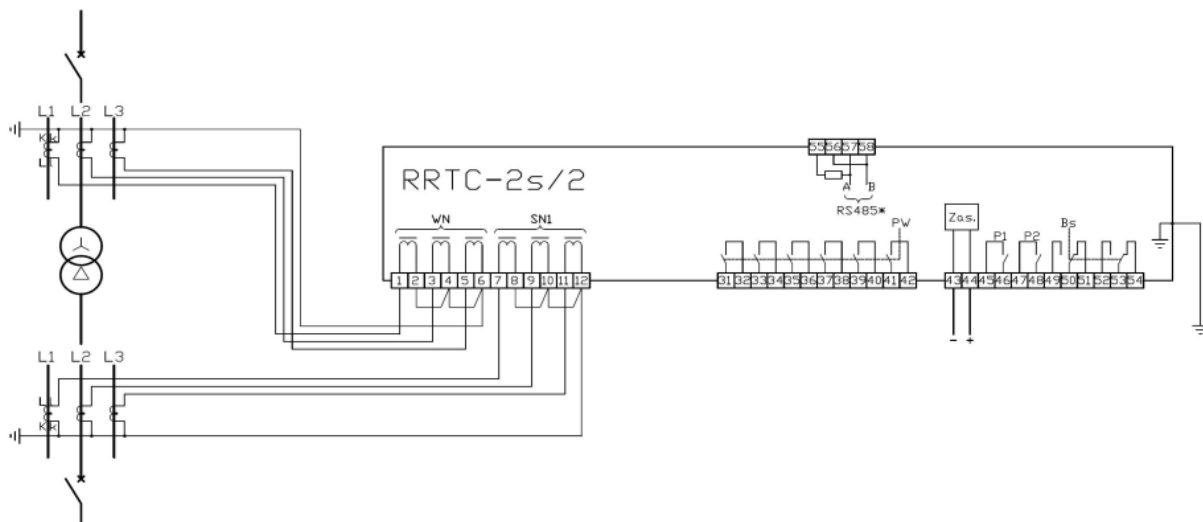 L1 L2 L3
K k
L l
55 56 57 58
A B
RS485*
RRTC-2s/2
WN SN1
PW
Zas.
P1 P2 Bs
1 2 3 4 5 6 7 8 9 10 11 12
31 32 33 34 35 36 37 38 39 40 41 42
43 44 45 46 47 48 49 50 51 52 53 54
- +
L1 L2 L3
L l
K k